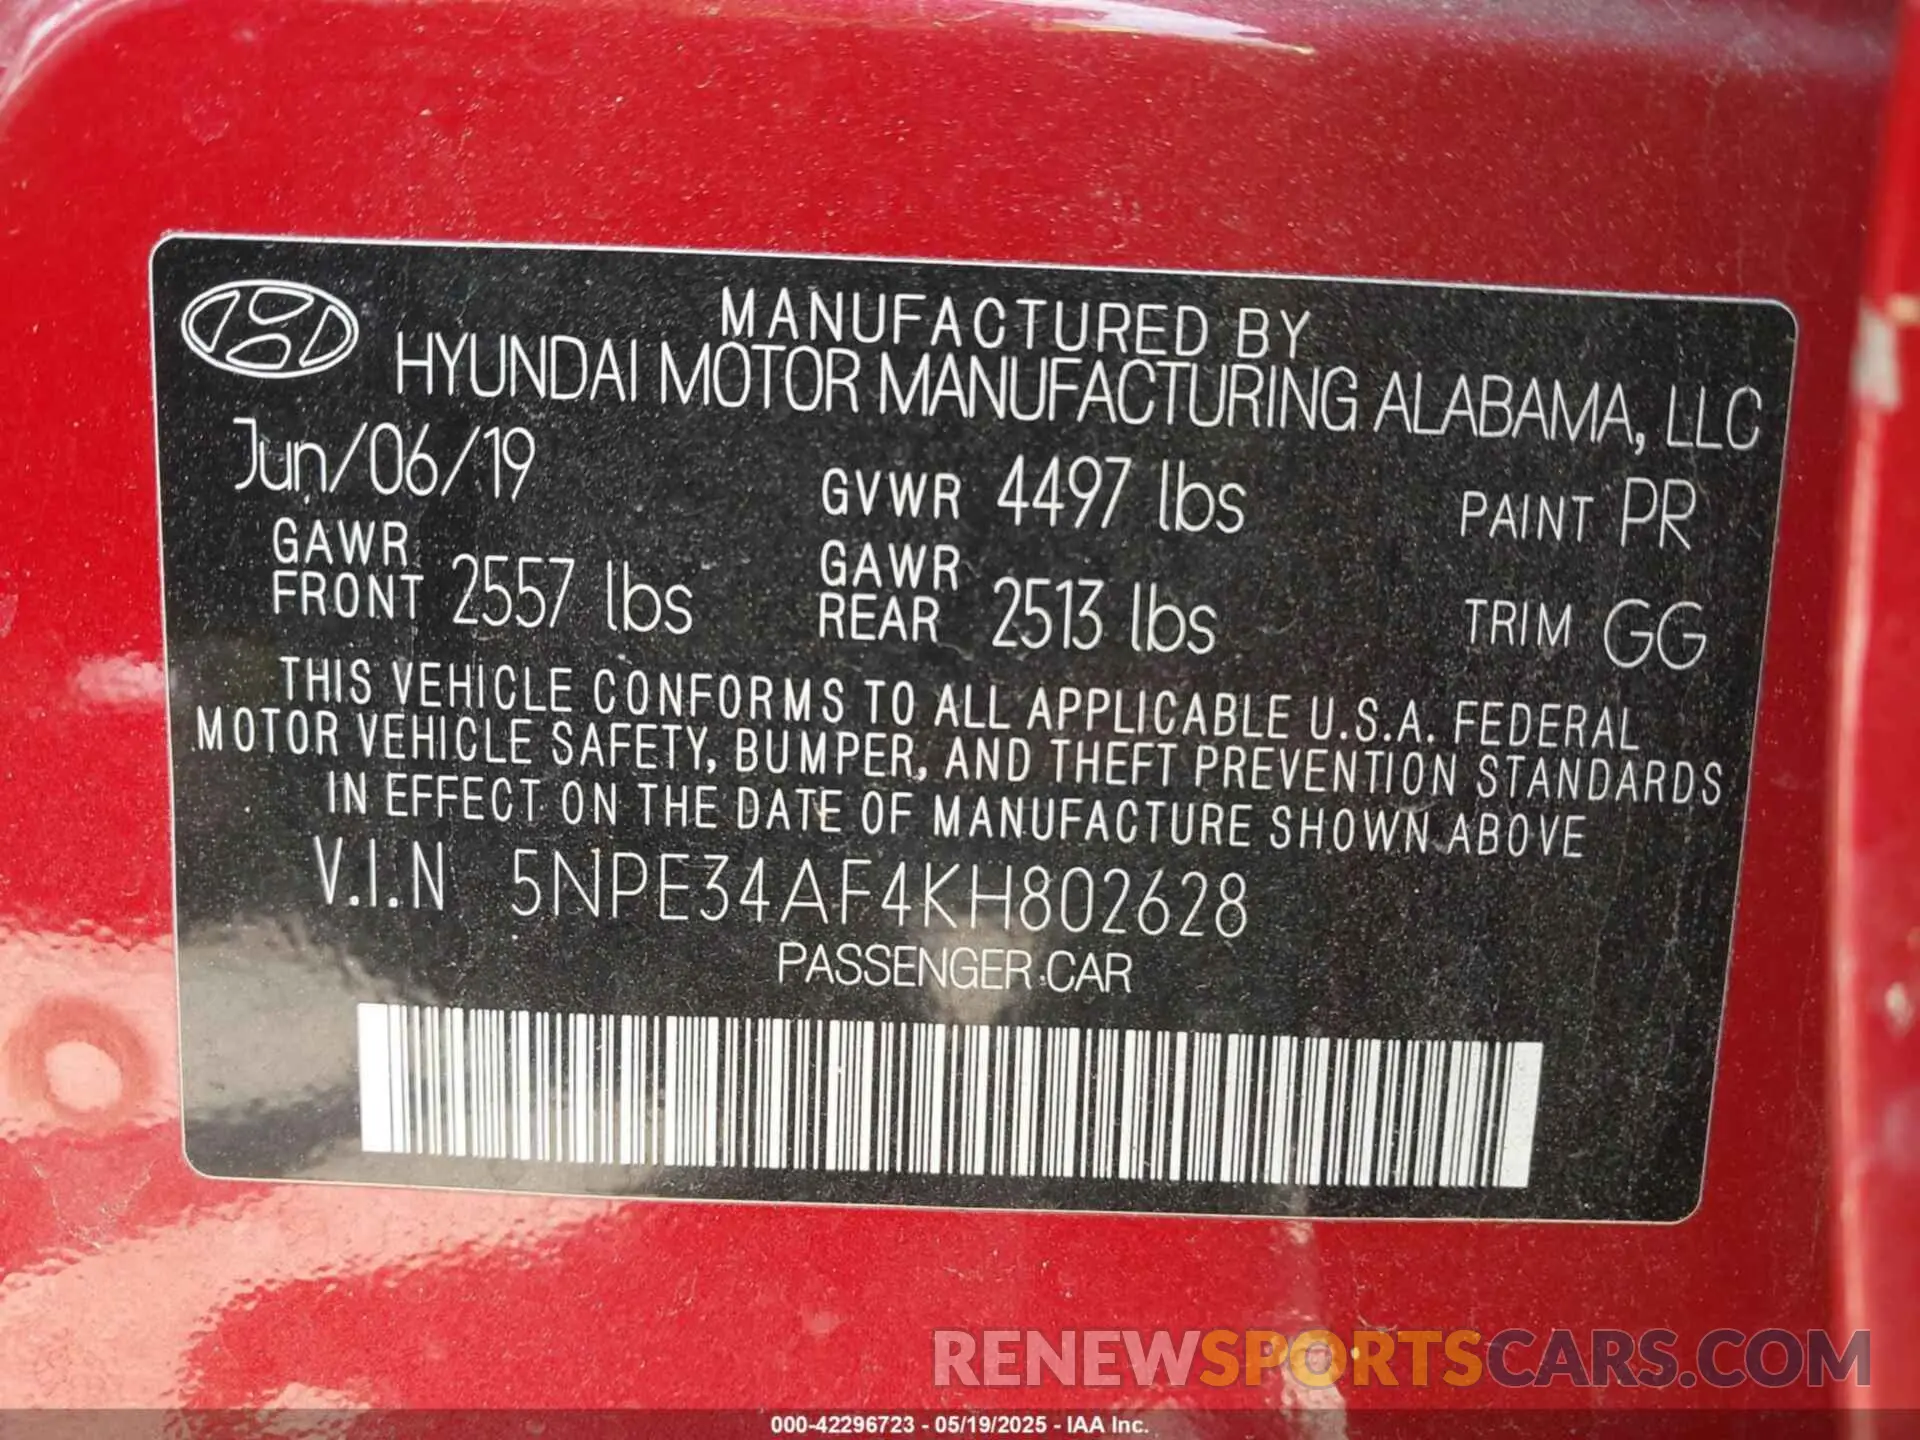 MANUFACTURED BY
HYUNDAI MOTOR MANUFACTURING ALABAMA, LLC
Jun/06/19
GVWR 4497 lbs
PAINT PR
GAWR
FRONT 2557 lbs
GAWR
REAR 2513 lbs
TRIM GG
THIS VEHICLE CONFORMS TO ALL APPLICABLE U.S.A. FEDERAL
MOTOR VEHICLE SAFETY, BUMPER, AND THEFT PREVENTION STANDARDS
IN EFFECT ON THE DATE OF MANUFACTURE SHOWN ABOVE
V.I.N 5NPE34AF4KH802628
PASSENGER CAR
RENEWSPORTSCARS.COM
000-42296723 - 05/19/2025 - IAA Inc.